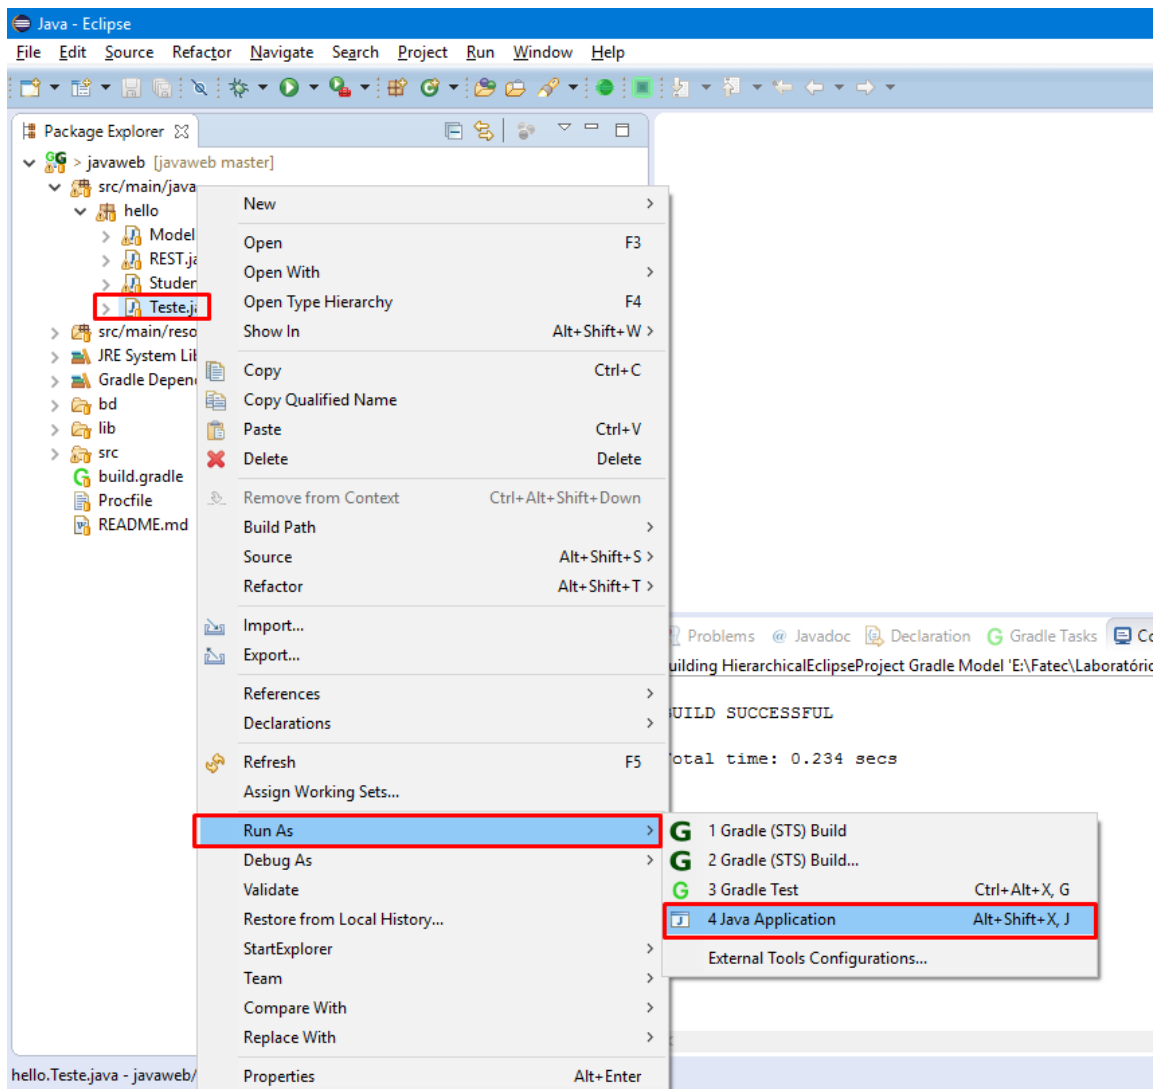 Java - Eclipse
File Edit Source Refactor Navigate Search Project Run Window Help
Package Explorer
> javaweb [javaweb master]
src/main/java
hello
Model
REST.ja
Studen
Teste.ja
src/main/reso
JRE System Lib
Gradle Depen
bd
lib
src
build.gradle
Procfile
README.md
New
Open F3
Open With
Open Type Hierarchy F4
Show In Alt+Shift+W
Copy Ctrl+C
Copy Qualified Name
Paste Ctrl+V
Delete Delete
Remove from Context Ctrl+Alt+Shift+Down
Build Path
Source Alt+Shift+S
Refactor Alt+Shift+T
Import...
Export...
References
Declarations
Refresh F5
Assign Working Sets...
Run As
Debug As
Validate
Restore from Local History...
StartExplorer
Team
Compare With
Replace With
Properties Alt+Enter
Problems @ Javadoc Declaration Gradle Tasks Co
uilding HierarchicalEclipseProject Gradle Model 'E:\Fatec\Laboratório
UILD SUCCESSFUL
otal time: 0.234 secs
1 Gradle (STS) Build
2 Gradle (STS) Build...
3 Gradle Test Ctrl+Alt+X, G
4 Java Application Alt+Shift+X, J
External Tools Configurations...
hello.Teste.java - javaweb/